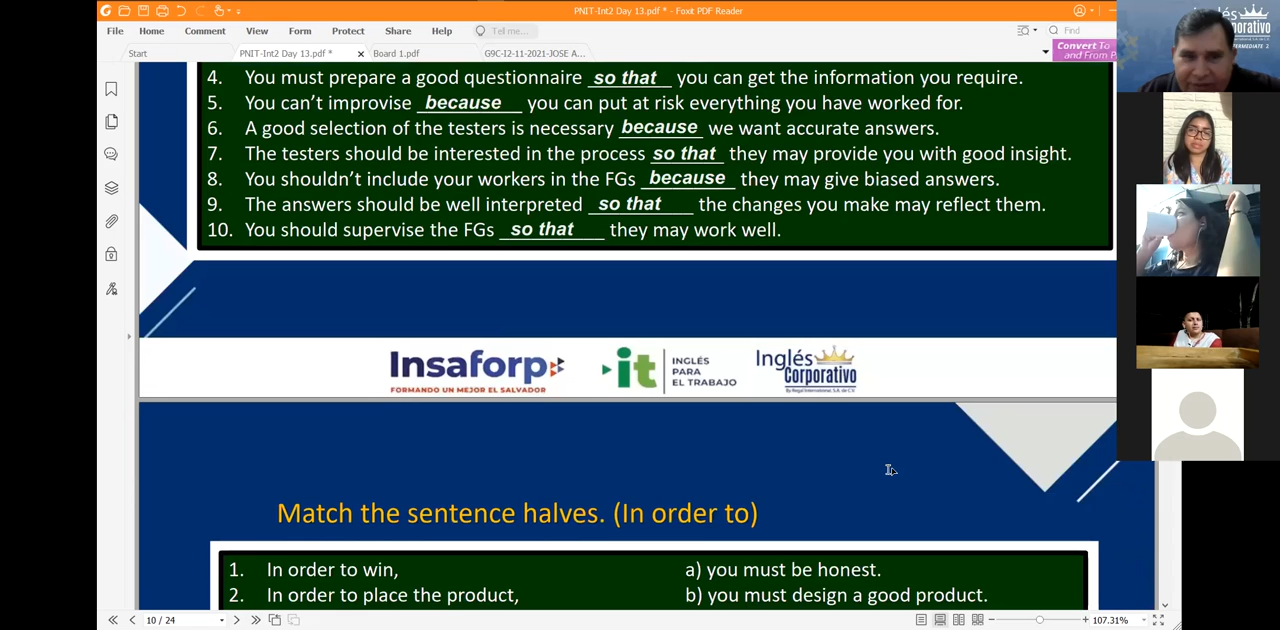 PNIT-Int2 Day 13.pdf * - Foxit PDF Reader
File Home Comment View Form Protect Share Help Tell me... Find
Start PNIT-Int2 Day 13.pdf * Board 1.pdf G9C-I2-1T-2021-JOSE A...
Convert To
and From P
4. You must prepare a good questionnaire so that you can get the information you require.
5. You can’t improvise because you can put at risk everything you have worked for.
6. A good selection of the testers is necessary because we want accurate answers.
7. The testers should be interested in the process so that they may provide you with good insight.
8. You shouldn’t include your workers in the FGs because they may give biased answers.
9. The answers should be well interpreted so that the changes you make may reflect them.
10. You should supervise the FGs so that they may work well.
Insaforp
FORMANDO UN MEJOR EL SALVADOR
it
INGLÉS
PARA
EL TRABAJO
Inglés
Corporativo
By Regal International, S.A. de C.V.
Match the sentence halves. (In order to)
1. In order to win, a) you must be honest.
2. In order to place the product, b) you must design a good product.
10 / 24
107.31%